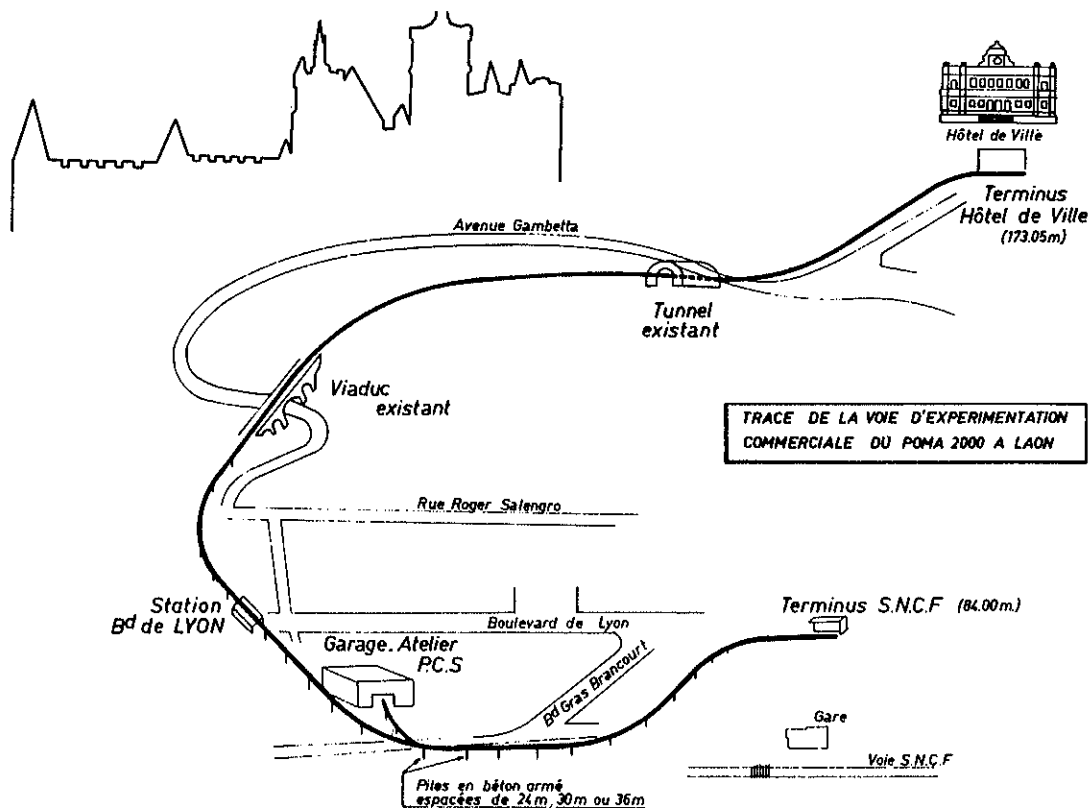 Hôtel de Ville
Terminus
Hôtel de Ville
(173.05m)
Avenue Gambetta
Tunnel
existant
Viaduc
existant
TRACE DE LA VOIE D'EXPERIMENTATION
COMMERCIALE DU POMA 2000 A LAON
Rue Roger Salengro
Station
Bd de LYON
Boulevard de Lyon
Terminus S.N.C.F (84.00m.)
Garage.Atelier
P.C.S
Bd Gras Brancourt
Gare
Voie S.N.C.F
Piles en béton armé
espacées de 24m, 30m ou 36m